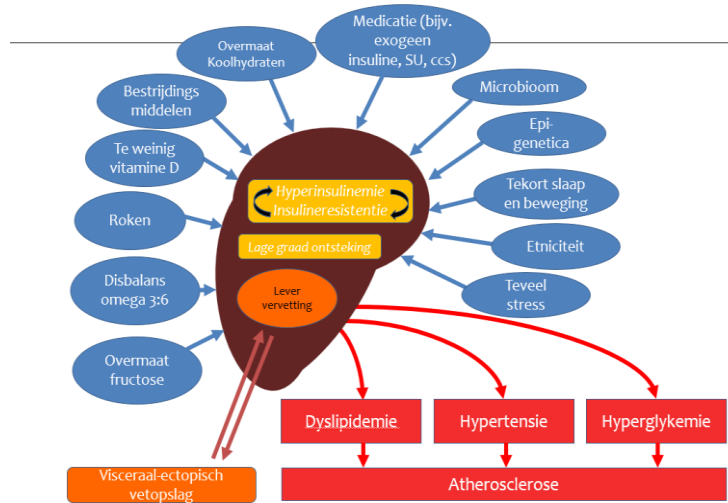 Medicatie (bijv.
exogeen
insuline, SU, ccs)
Overmaat
Koolhydraten
Bestrijdings
middelen
Microbioom
Epi-
genetica
Te weinig
vitamine D
Hyperinsulinemie
Insulineresistentie
Tekort slaap
en beweging
Roken
Lage graad ontsteking
Etniciteit
Disbalans
omega 3:6
Lever
vervetting
Teveel
stress
Overmaat
fructose
Dyslipidemie
Hypertensie
Hyperglykemie
Visceraal-ectopisch
vetopslag
Atherosclerose